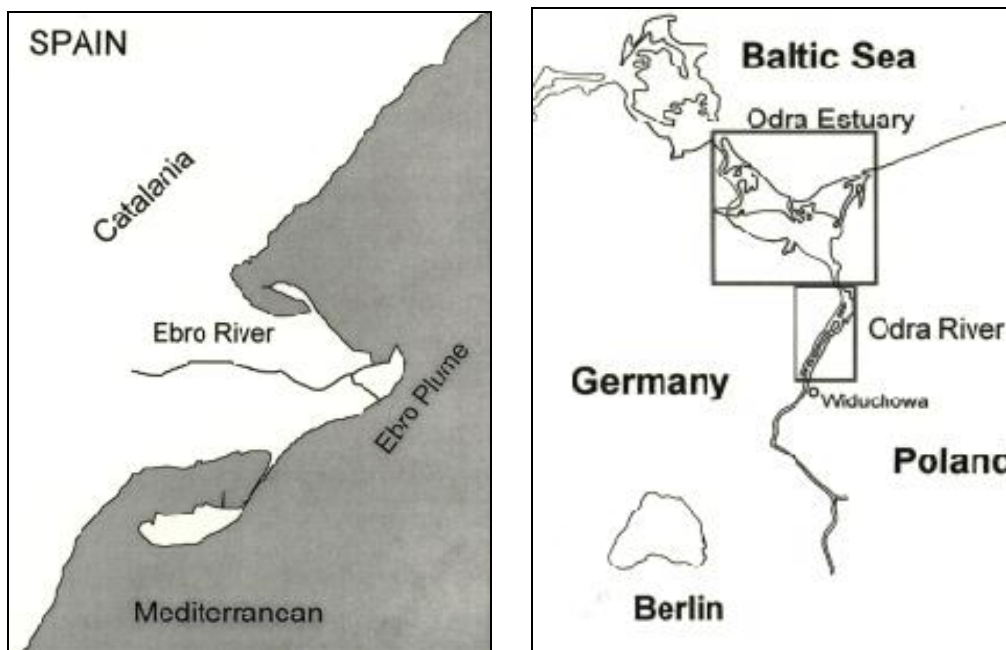 SPAIN
Catalania
Ebro River
Ebro Plume
Mediterranean
Baltic Sea
Odra Estuary
Odra River
Germany
Widuchowa
Poland
Berlin